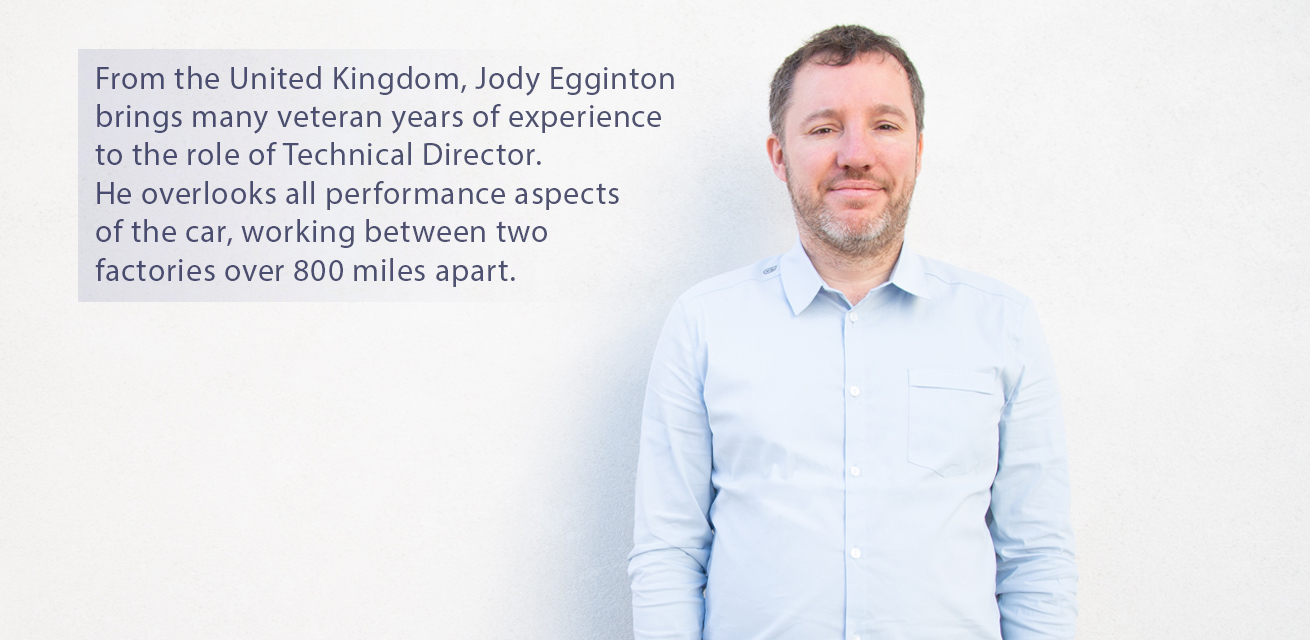 From the United Kingdom, Jody Egginton
brings many veteran years of experience
to the role of Technical Director.
He overlooks all performance aspects
of the car, working between two
factories over 800 miles apart.